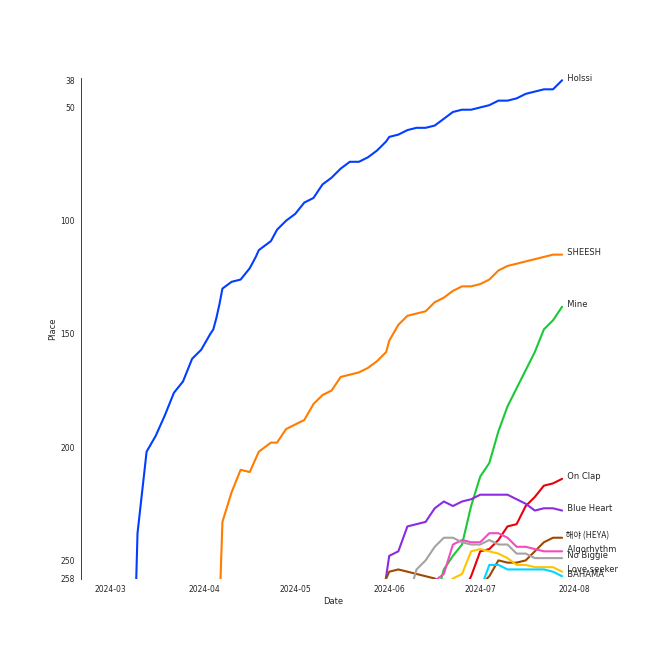 38
Holssi
50
100
SHEESH
Mine
150
Place
200
On Clap
Blue Heart
해야 (HEYA)
Algorhythm
No Biggie
250
Love seeker
BAHAMA
258
2024-03
2024-04
2024-05
2024-06
2024-07
2024-08
Date